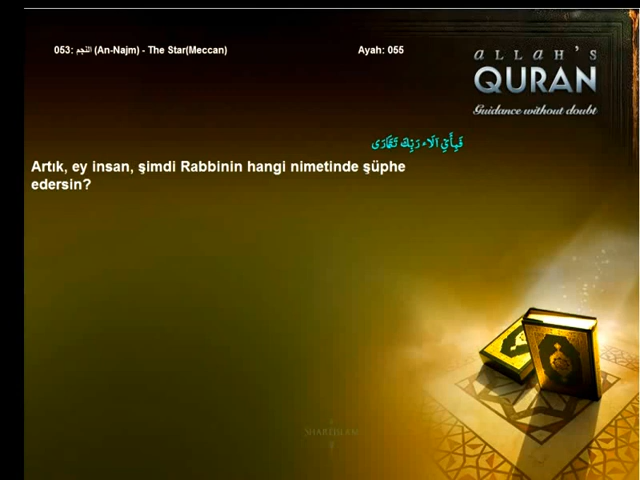 053: النجم (An-Najm) - The Star(Meccan) Ayah: 055
ALLAH'S
QURAN
Guidance without doubt
فَبِأَيِّ آلَاء رَبِّكَ تَتَمَارَى
Artık, ey insan, şimdi Rabbinin hangi nimetinde şüphe
edersin?
SHAREISLAM